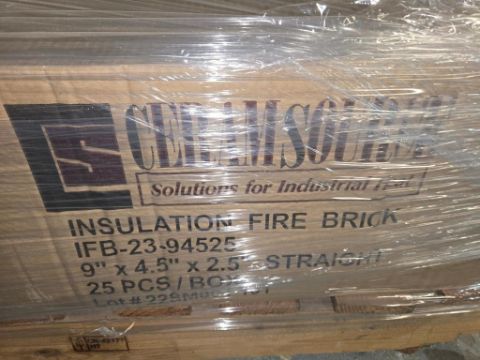 CERAMSOURCE
Solutions for Industrial Heat
INSULATION FIRE BRICK
IFB-23-94525
9" x 4.5" x 2.5" STRAIGHT
25 PCS / BOX
Lot #